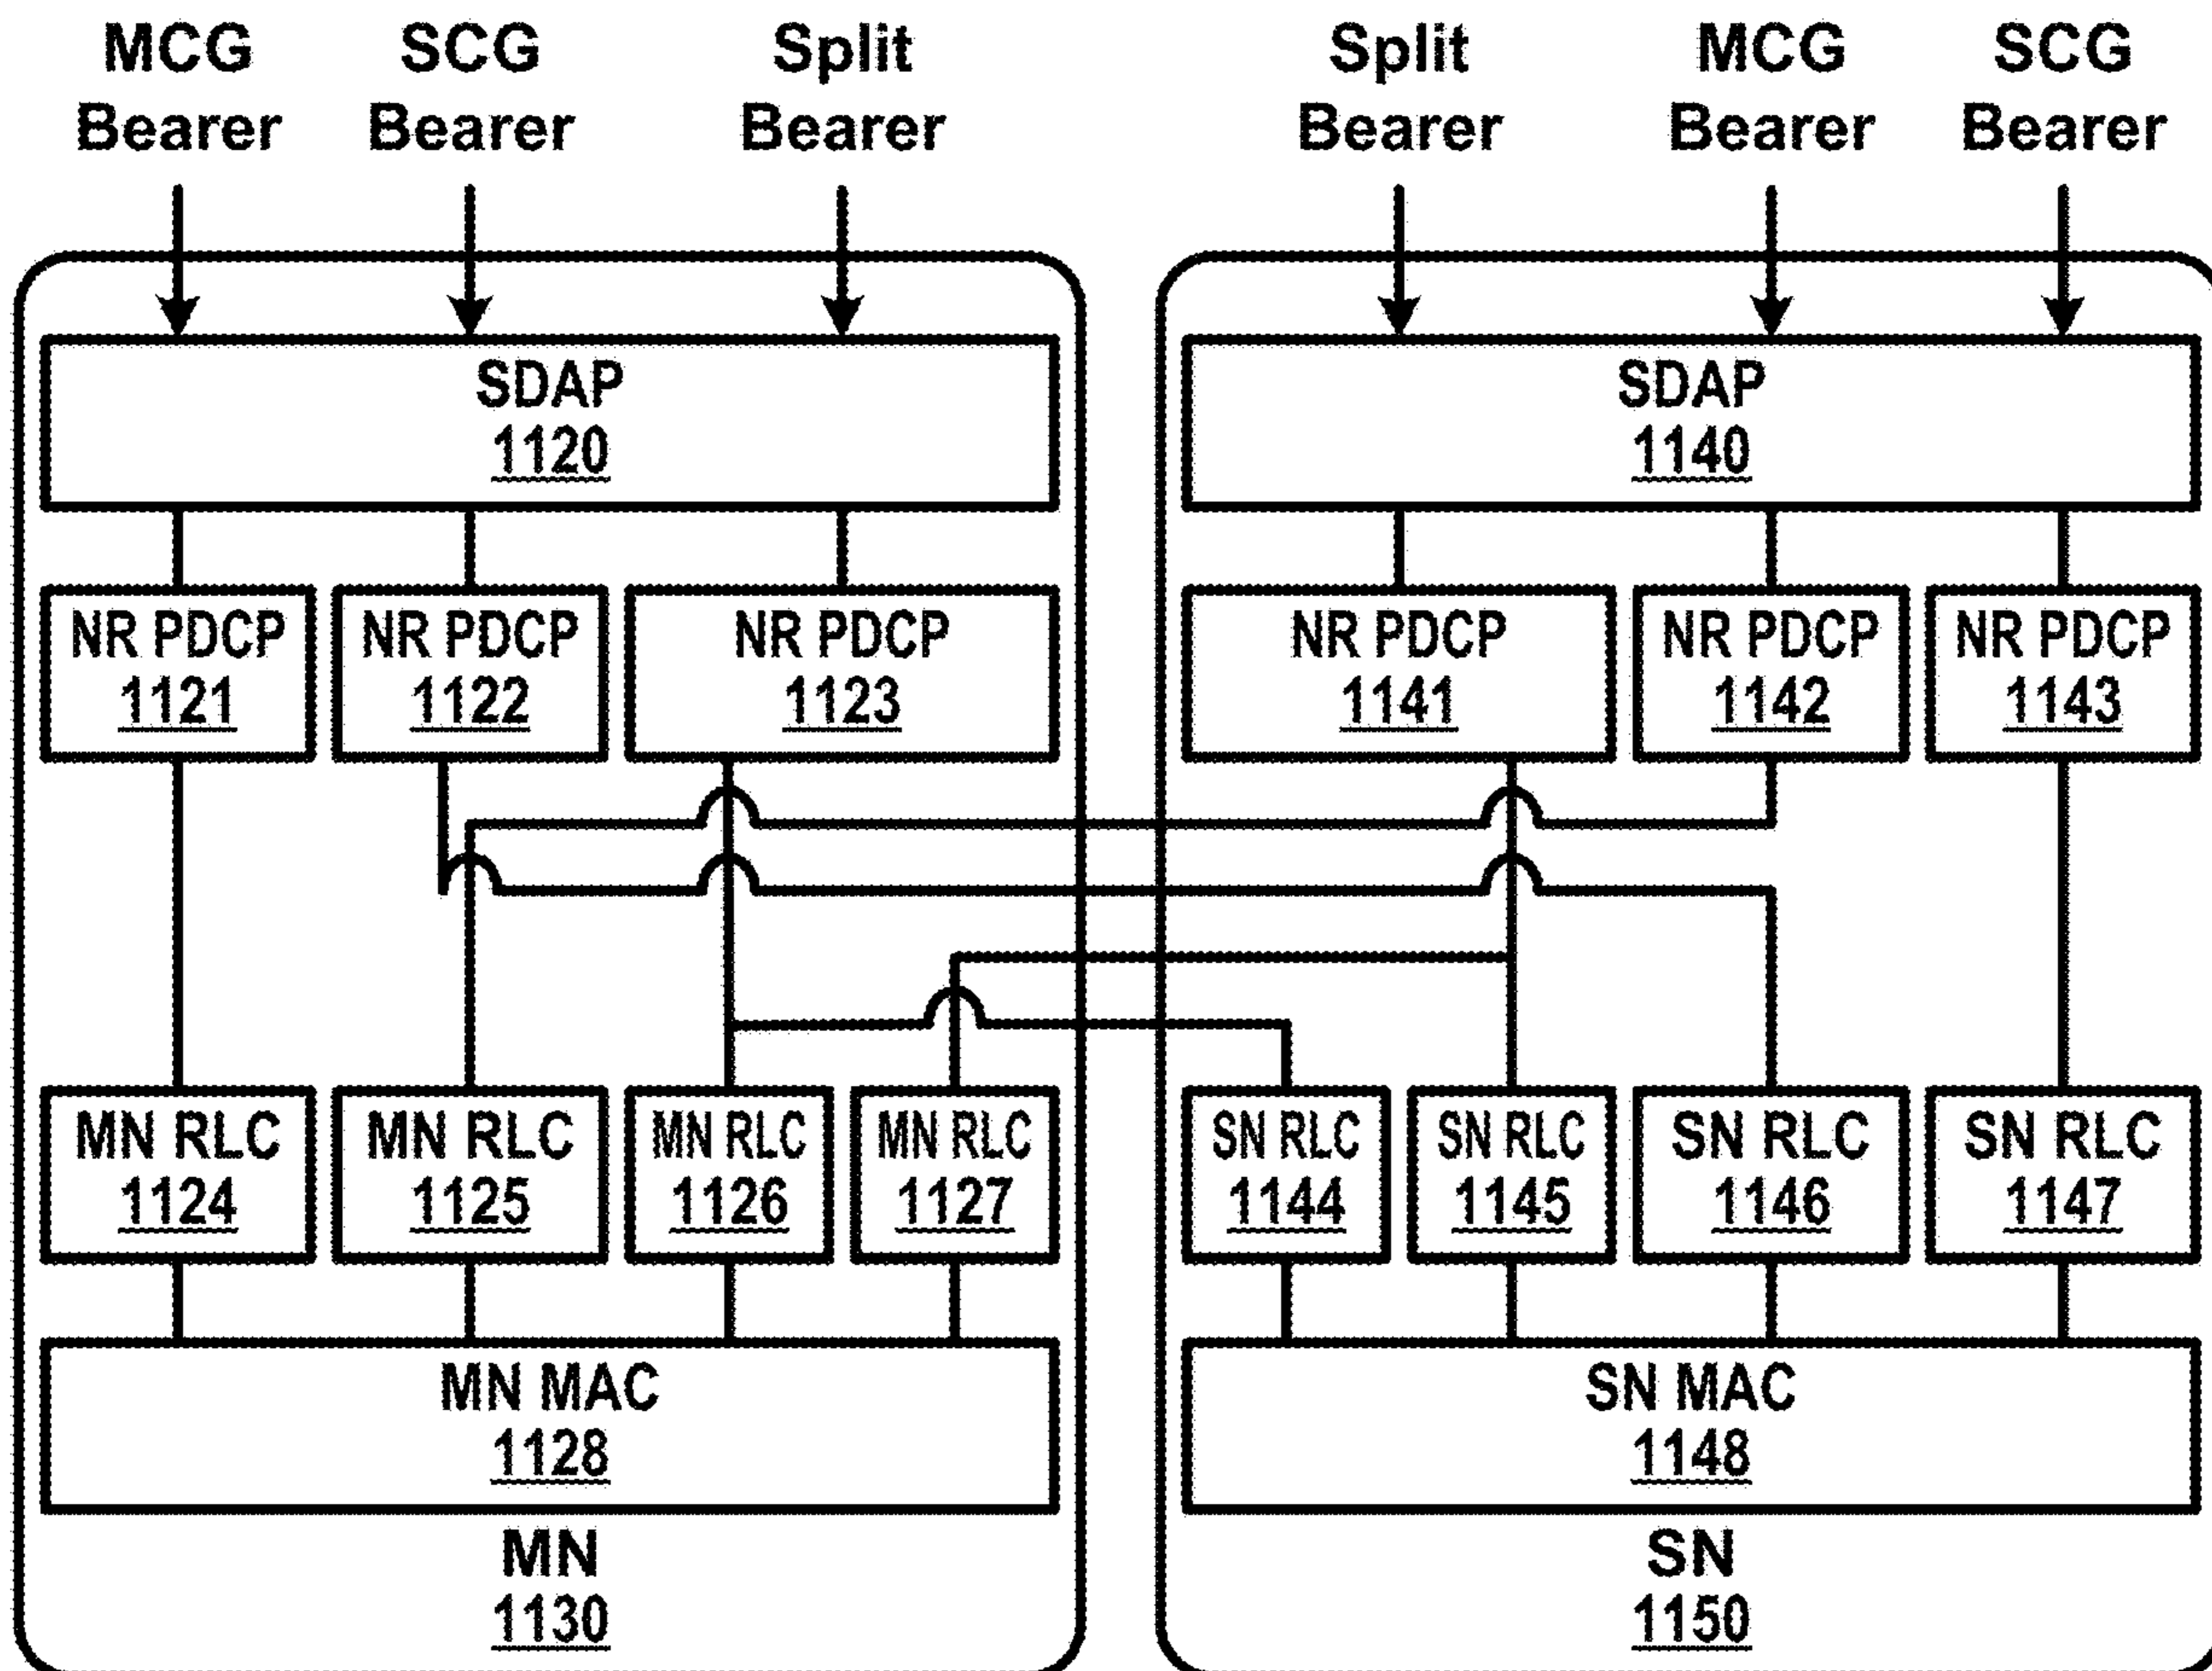 MCG Bearer
SCG Bearer
Split Bearer
Split Bearer
MCG Bearer
SCG Bearer
SDAP
1120
SDAP
1140
NR PDCP
1121
NR PDCP
1122
NR PDCP
1123
NR PDCP
1141
NR PDCP
1142
NR PDCP
1143
MN RLC
1124
MN RLC
1125
MN RLC
1126
MN RLC
1127
SN RLC
1144
SN RLC
1145
SN RLC
1146
SN RLC
1147
MN MAC
1128
SN MAC
1148
MN
1130
SN
1150